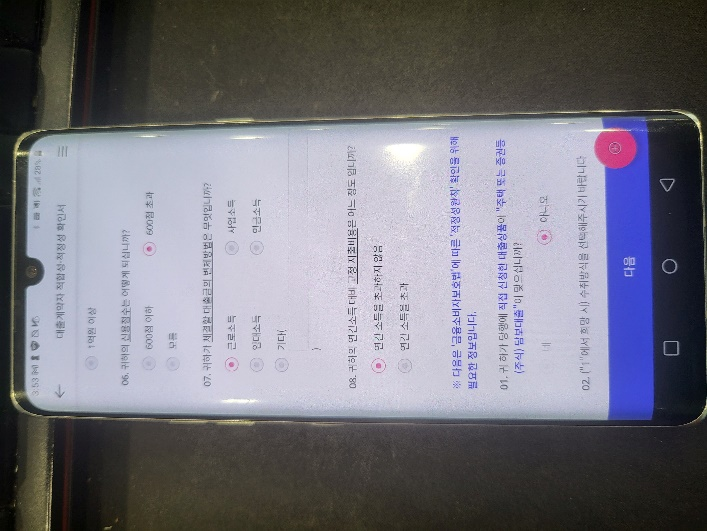 3:53
28%
대출계약자 적합성·적정성 확인서
1억원 이상
06. 귀하의 신용점수는 어떻게 되십니까?
600점 이하
600점 초과
모름
07. 귀하가 체결할 대출금의 변제방법은 무엇입니까?
근로소득
사업소득
임대소득
연금소득
기타(
)
08. 귀하의 연간소득 대비 고정 지출비용은 어느 정도 입니까?
연간 소득을 초과하지 않음
연간 소득을 초과
※ 다음은 '금융소비자보호법'에 따른 '적정성원칙' 확인을 위해
필요한 정보입니다.
01. 귀 하가 당행에 직접 신청한 대출상품이 "주택 또는 증권등
(주식) 담보대출"이 맞으십니까?
아니오
02. ("1"에서 희망 시) 수취방식을 선택해주시기 바랍니다
다음